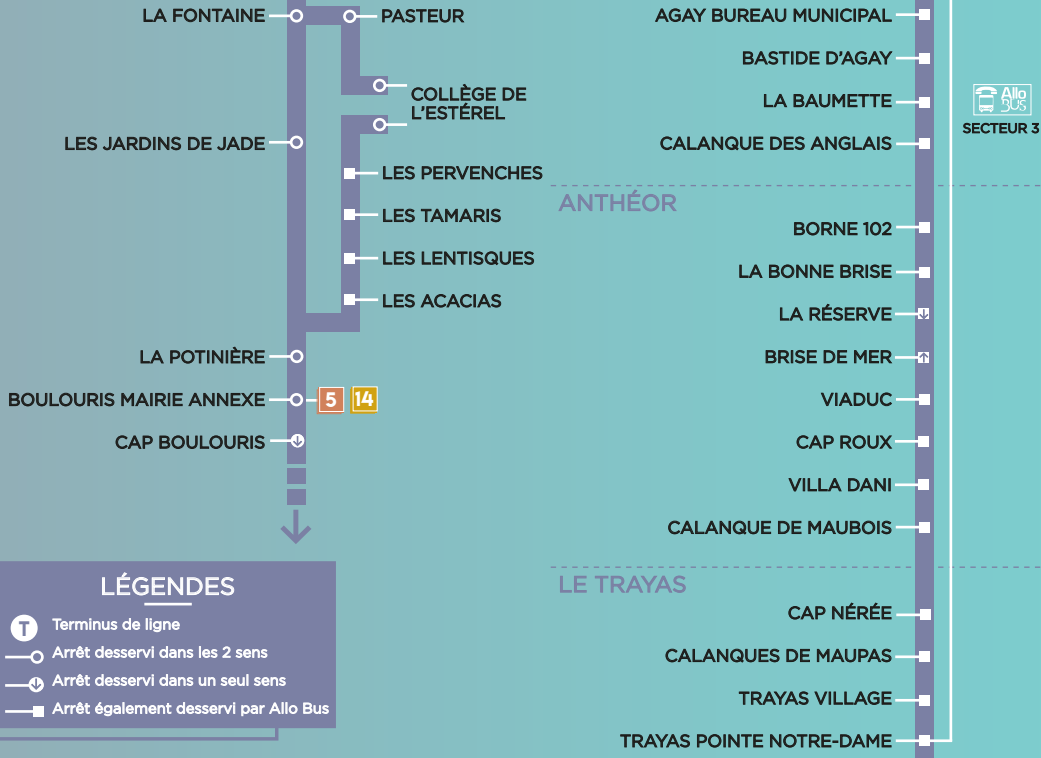 LA FONTAINE
PASTEUR
COLLÈGE DE
L'ESTÉREL
LES JARDINS DE JADE
LES PERVENCHES
LES TAMARIS
LES LENTISQUES
LES ACACIAS
LA POTINIÈRE
BOULOURIS MAIRIE ANNEXE
5 14
CAP BOULOURIS
LÉGENDES
T Terminus de ligne
Arrêt desservi dans les 2 sens
Arrêt desservi dans un seul sens
Arrêt également desservi par Allo Bus
AGAY BUREAU MUNICIPAL
BASTIDE D'AGAY
LA BAUMETTE
CALANQUE DES ANGLAIS
Allo
BUS
SECTEUR 3
ANTHÉOR
BORNE 102
LA BONNE BRISE
LA RÉSERVE
BRISE DE MER
VIADUC
CAP ROUX
VILLA DANI
CALANQUE DE MAUBOIS
LE TRAYAS
CAP NÉRÉE
CALANQUES DE MAUPAS
TRAYAS VILLAGE
TRAYAS POINTE NOTRE-DAME